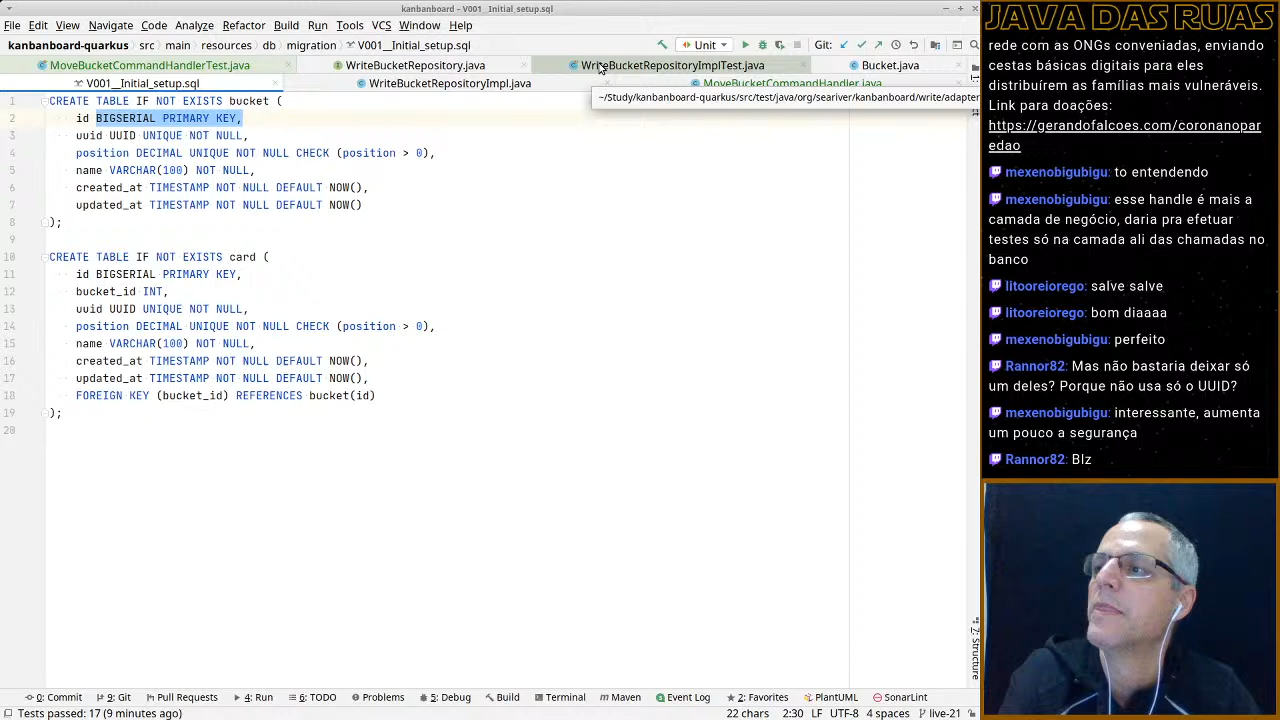 kanbanboard – V001__Initial_setup.sql
File Edit View Navigate Code Analyze Refactor Build Run Tools VCS Window Help
kanbanboard-quarkus src main resources db migration V001__Initial_setup.sql Unit Git:
MoveBucketCommandHandlerTest.java WriteBucketRepository.java WriteBucketRepositoryImplTest.java Bucket.java
V001__Initial_setup.sql WriteBucketRepositoryImpl.java MoveBucketCommandHandler.java
~/Study/kanbanboard-quarkus/src/test/java/org/seariver/kanbanboard/write/adapter
1 CREATE TABLE IF NOT EXISTS bucket (
2 id BIGSERIAL PRIMARY KEY,
3 uuid UUID UNIQUE NOT NULL,
4 position DECIMAL UNIQUE NOT NULL CHECK (position > 0),
5 name VARCHAR(100) NOT NULL,
6 created_at TIMESTAMP NOT NULL DEFAULT NOW(),
7 updated_at TIMESTAMP NOT NULL DEFAULT NOW()
8 );
9
10 CREATE TABLE IF NOT EXISTS card (
11 id BIGSERIAL PRIMARY KEY,
12 bucket_id INT,
13 uuid UUID UNIQUE NOT NULL,
14 position DECIMAL UNIQUE NOT NULL CHECK (position > 0),
15 name VARCHAR(100) NOT NULL,
16 created_at TIMESTAMP NOT NULL DEFAULT NOW(),
17 updated_at TIMESTAMP NOT NULL DEFAULT NOW(),
18 FOREIGN KEY (bucket_id) REFERENCES bucket(id)
19 );
20
Z: Structure
0: Commit 9: Git Pull Requests 4: Run 6: TODO Problems 5: Debug Build Terminal Maven Event Log 2: Favorites PlantUML SonarLint
Tests passed: 17 (9 minutes ago) 22 chars 2:30 LF UTF-8 4 spaces live-21
JAVA DAS RUAS
rede com as ONGs conveniadas, enviando
cestas básicas digitais para eles
distribuírem as famílias mais vulneráveis.
Link para doações:
https://gerandofalcoes.com/coronanopar
edao
mexenobigubigu: to entendendo
mexenobigubigu: esse handle é mais a
camada de negócio, daria pra efetuar
testes só na camada ali das chamadas no
banco
litooreiorego: salve salve
litooreiorego: bom diaaaa
mexenobigubigu: perfeito
Rannor82: Mas não bastaria deixar só
um deles? Porque não usa só o UUID?
mexenobigubigu: interessante, aumenta
um pouco a segurança
Rannor82: Blz